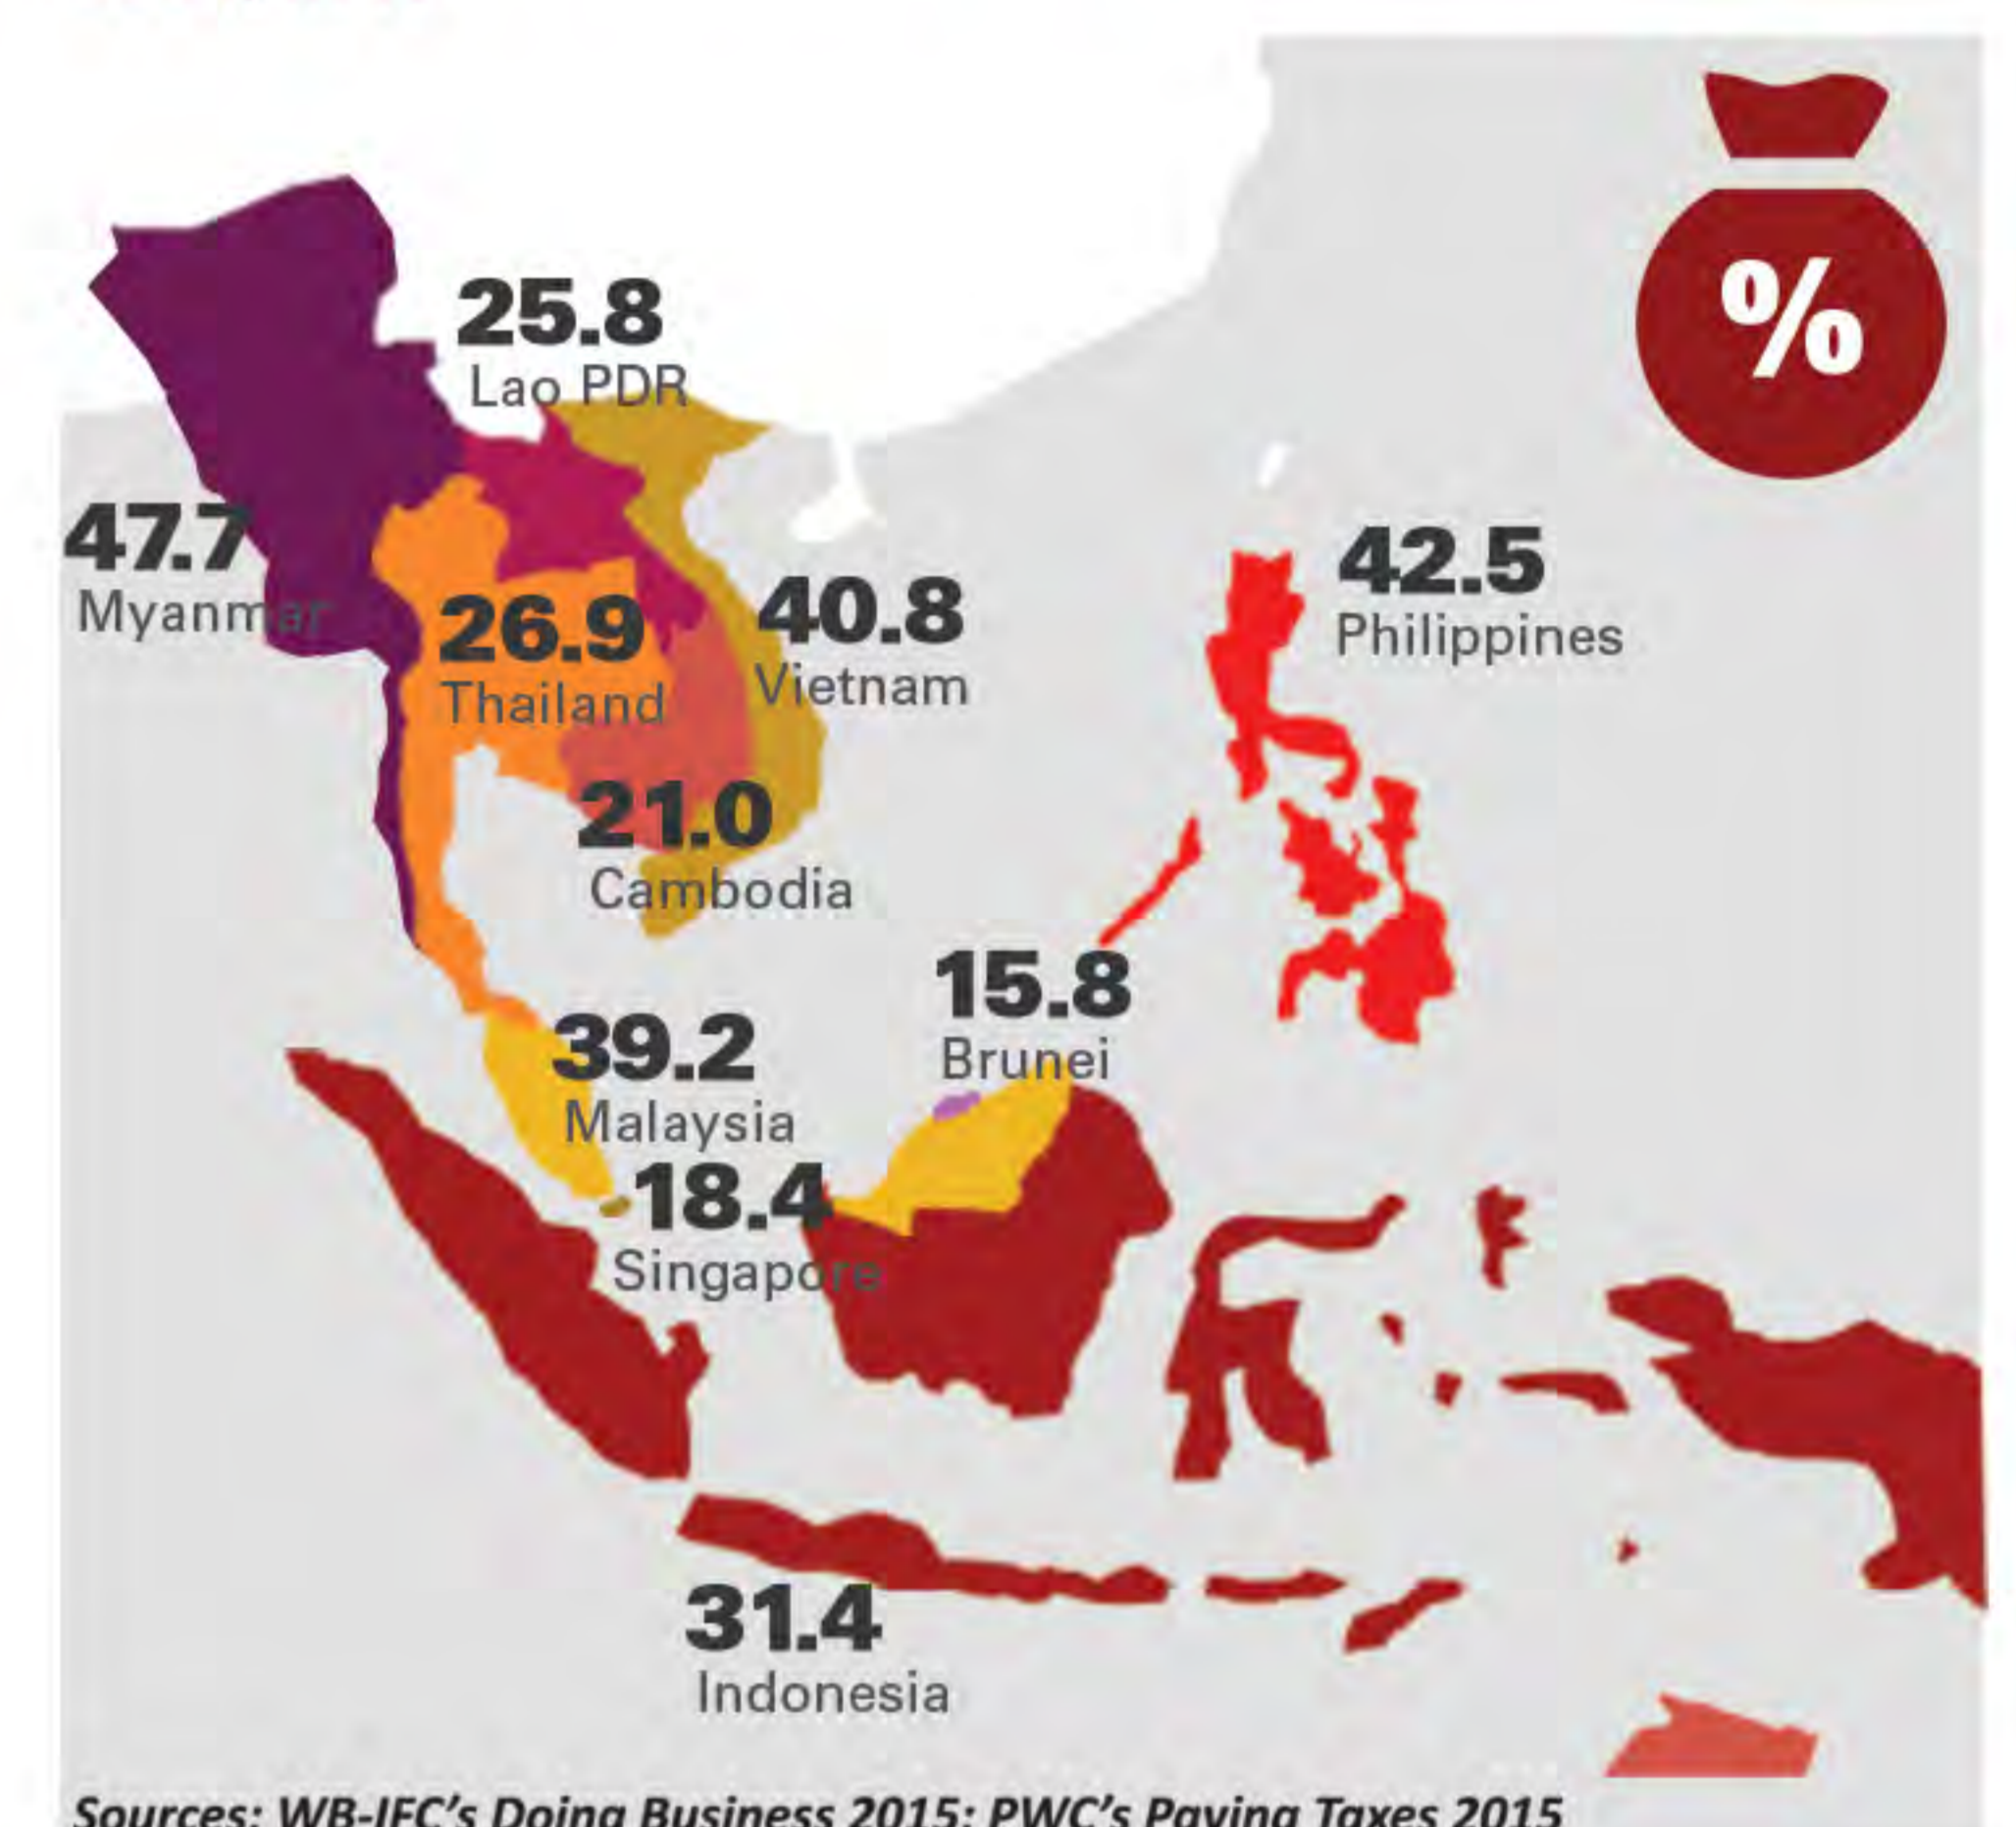 %
25.8
Lao PDR
47.7
Myanmar
42.5
Philippines
26.9
Thailand
40.8
Vietnam
21.0
Cambodia
15.8
Brunei
39.2
Malaysia
18.4
Singapore
31.4
Indonesia
Sources: WB-IFC's Doing Business 2015; PWC's Paying Taxes 2015